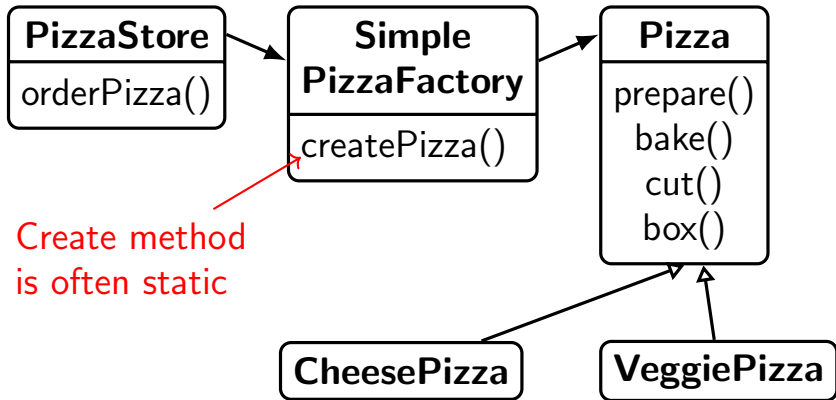 PizzaStore
orderPizza()
Simple
PizzaFactory
createPizza()
Pizza
prepare()
bake()
cut()
box()
Create method
is often static
CheesePizza
VeggiePizza